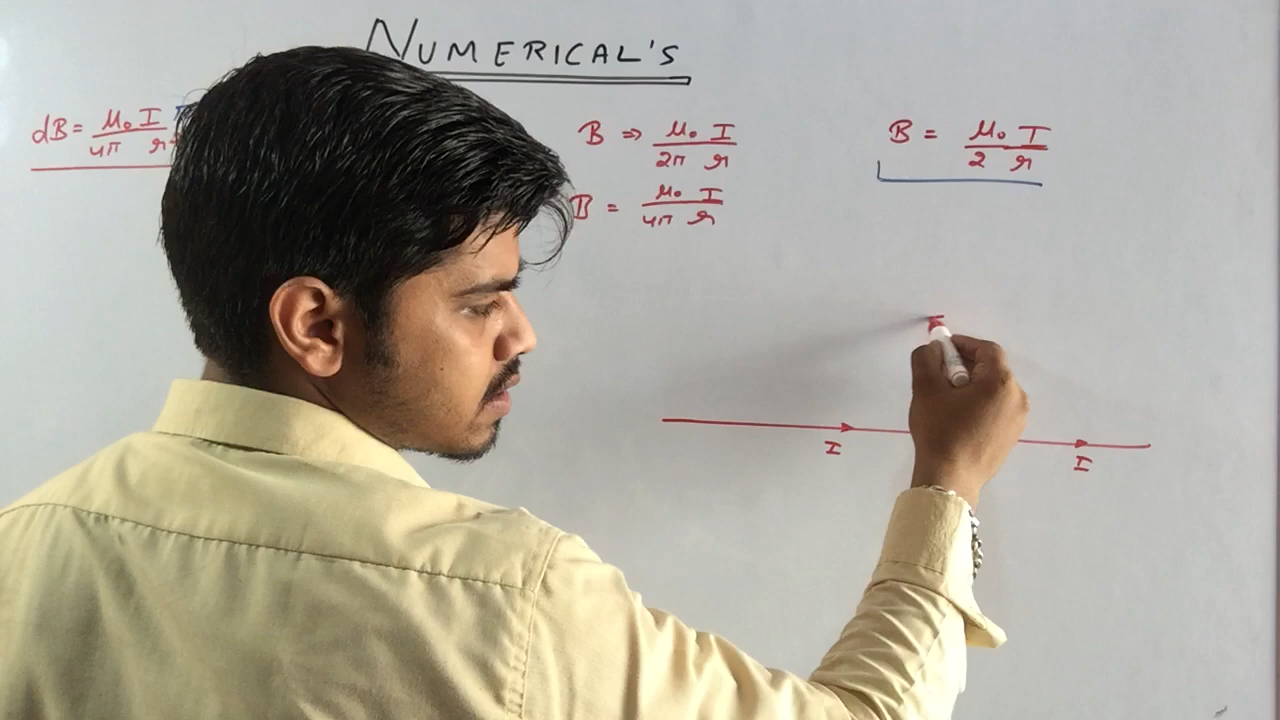 NUMERICAL'S
dB = μ₀ I / 4π r
B ⇒ μ₀ I / 2π r
B = μ₀ I / 4π r
B = μ₀ I / 2 r
I
I